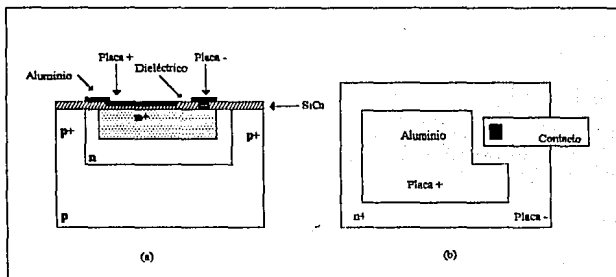 Placa +
Dieléctrico
Placa -
Aluminio
SiO₂
n+
p+
p+
n
p
(a)
Aluminio
Contacto
Placa +
n+
Placa -
(b)